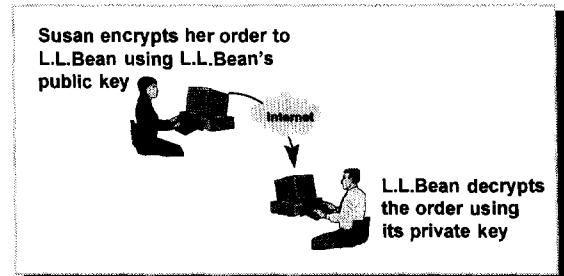 Susan encrypts her order to
L.L.Bean using L.L.Bean's
public key
Internet
L.L.Bean decrypts
the order using
its private key